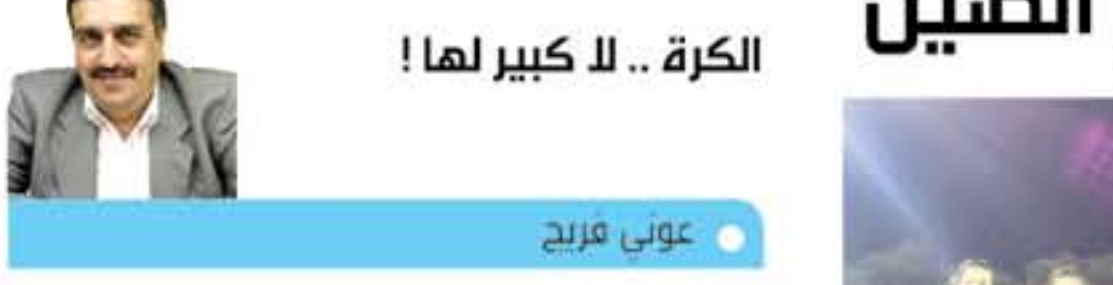 الكرة .. لا كبير لها !
عوني فريج